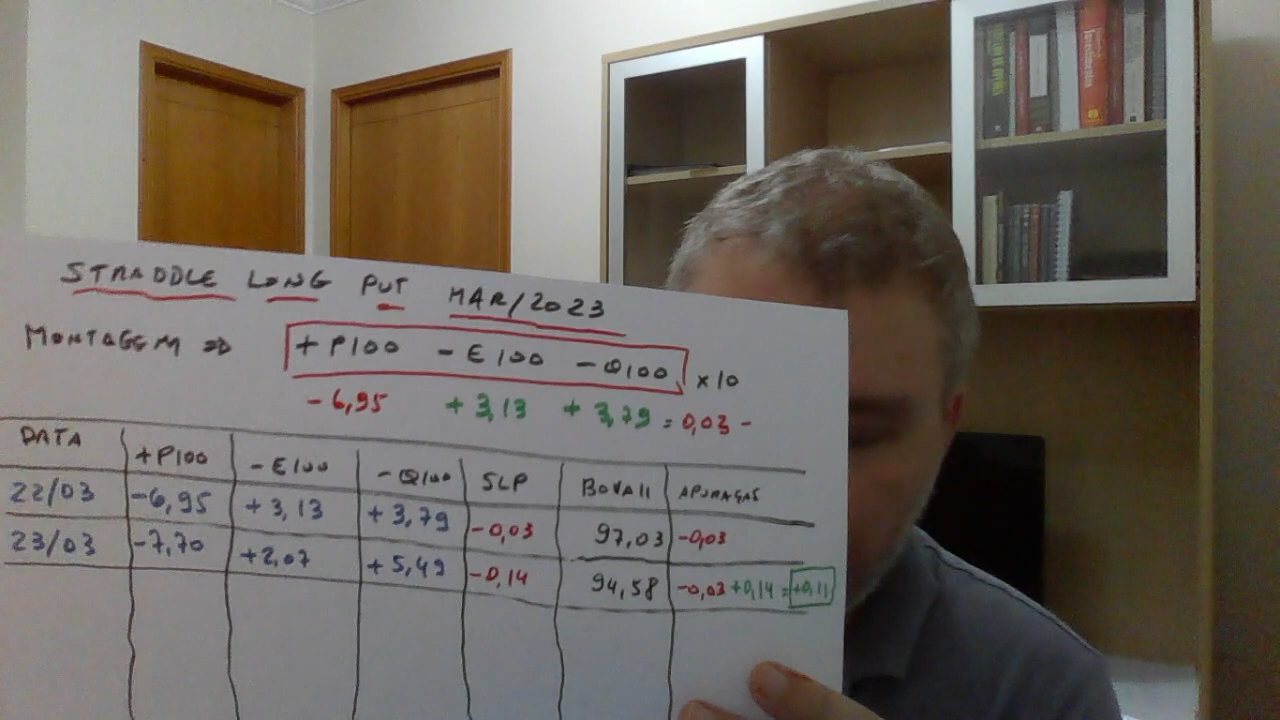 STRADDLE LONG PUT MAR/2023
MONTAGEM => +P100 -E100 -Q100 x10
-6,95 +3,13 +3,79 = 0,03 -
DATA +P100 -E100 -Q100 SLP BOVA11 APURAÇAS
22/03 -6,95 +3,13 +3,79 -0,03 97,03 -0,03
23/03 -7,70 +2,07 +5,49 -0,14 94,58 -0,03 +0,14 = +0,11